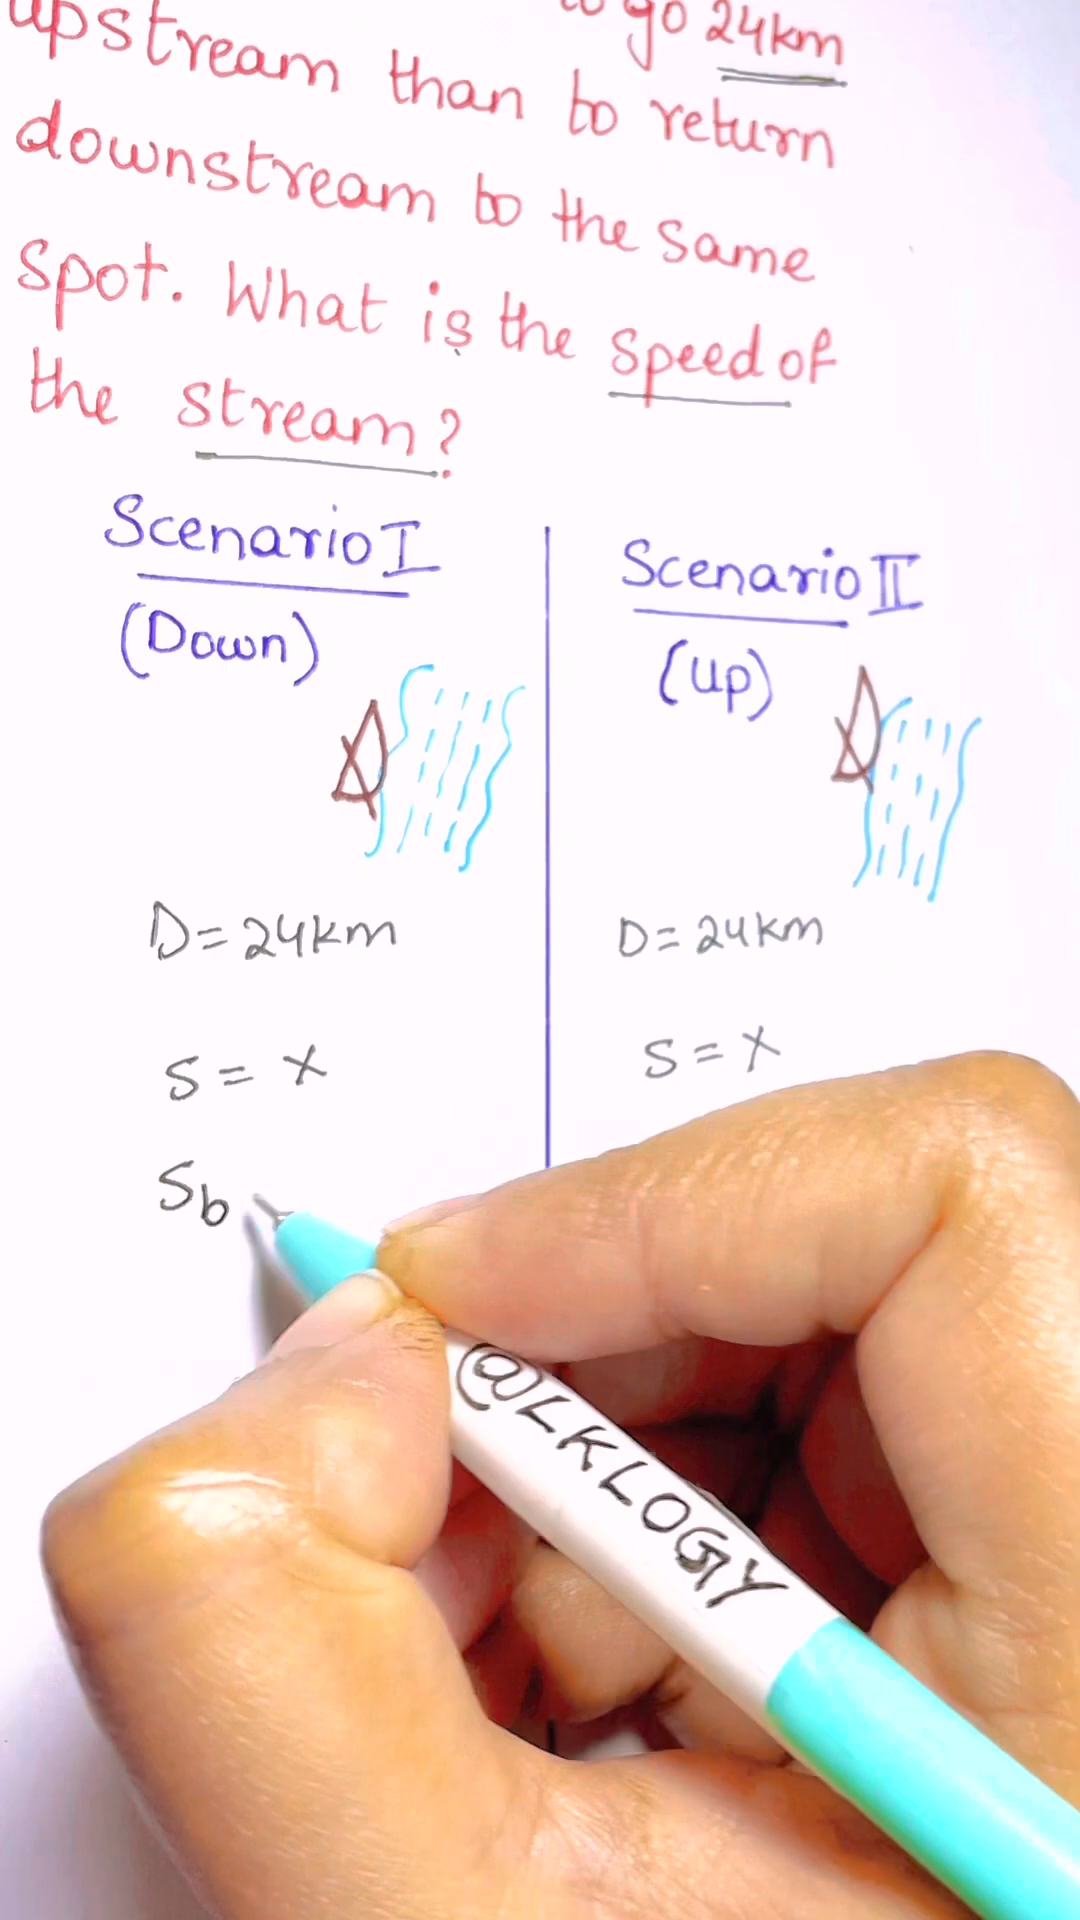 to go 24km
upstream than to return
downstream to the same
spot. What is the speed of
the stream?
Scenario I
(Down)
D = 24km
S = x
Sb
Scenario II
(Up)
D = 24km
S = x
@LKLOGY